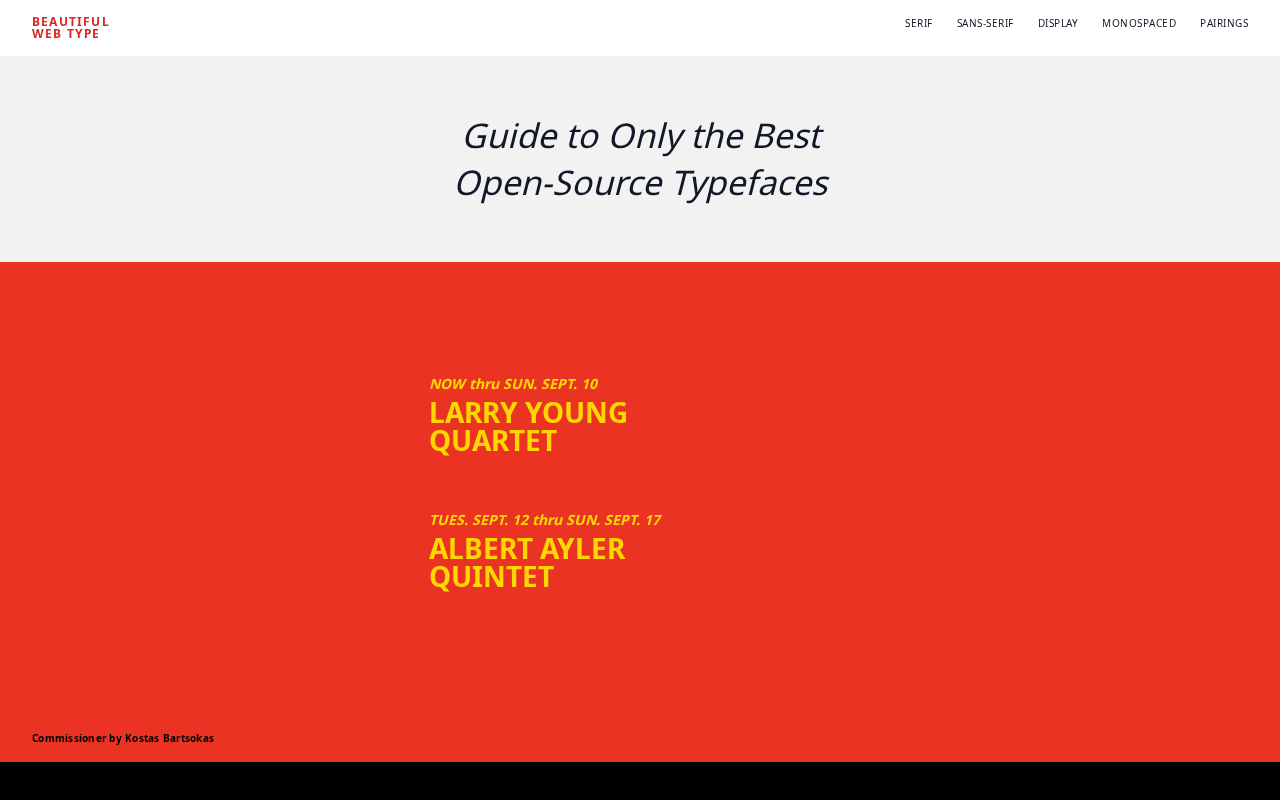 BEAUTIFUL
WEB TYPE
SERIF SANS-SERIF DISPLAY MONOSPACED PAIRINGS
Guide to Only the Best
Open-Source Typefaces
NOW thru SUN. SEPT. 10
LARRY YOUNG
QUARTET
TUES. SEPT. 12 thru SUN. SEPT. 17
ALBERT AYLER
QUINTET
Commissioner by Kostas Bartsokas